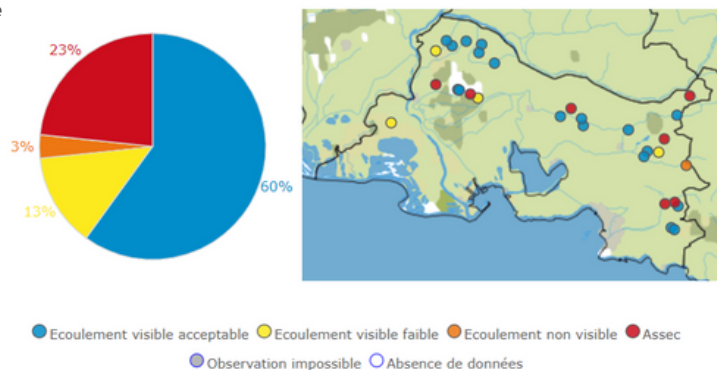 e
23%
3%
13%
60%
Ecoulement visible acceptable Ecoulement visible faible Ecoulement non visible Assec
Observation impossible Absence de données